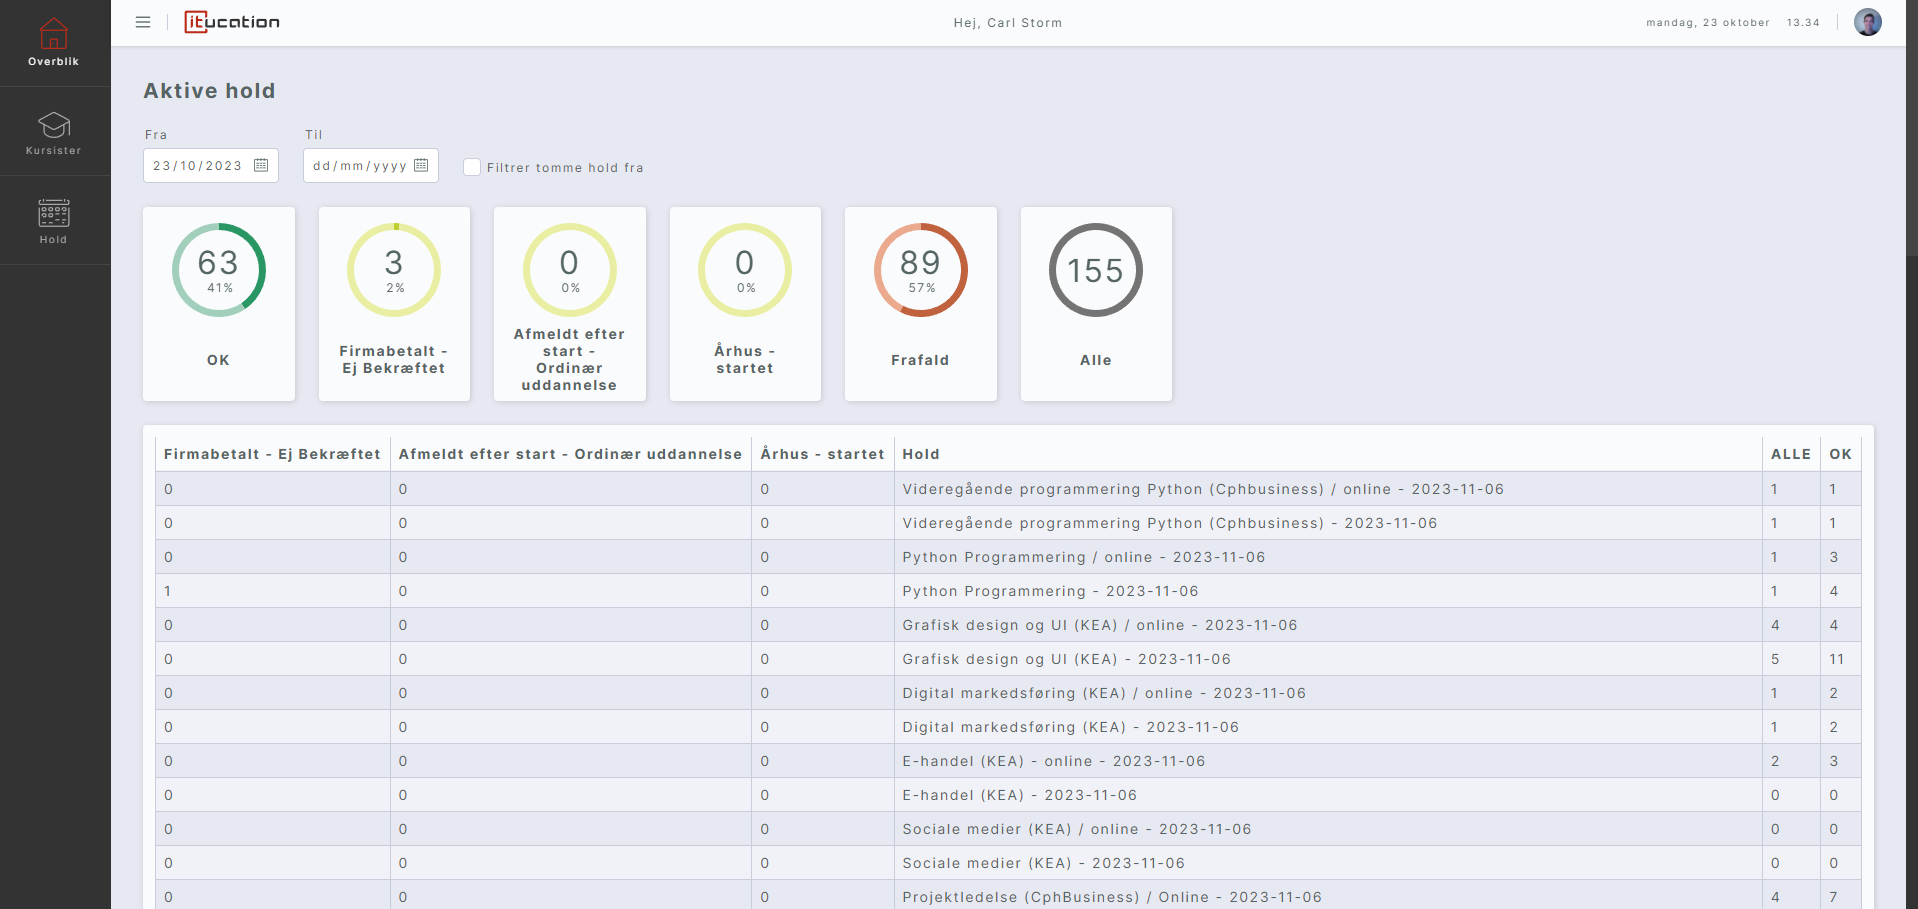 Overblik
Kursister
Hold
itucation
Hej, Carl Storm
mandag, 23 oktober 13.34
Aktive hold
Fra
Til
23/10/2023
dd/mm/yyyy
Filtrer tomme hold fra
63
41%
OK
3
2%
Firmabetalt -
Ej Bekræftet
0
0%
Afmeldt efter
start -
Ordinær
uddannelse
0
0%
Århus -
startet
89
57%
Frafald
155
Alle
Firmabetalt - Ej Bekræftet Afmeldt efter start - Ordinær uddannelse Århus - startet Hold ALLE OK
0 0 0 Videregående programmering Python (Cphbusiness) / online - 2023-11-06 1 1
0 0 0 Videregående programmering Python (Cphbusiness) - 2023-11-06 1 1
0 0 0 Python Programmering / online - 2023-11-06 1 3
1 0 0 Python Programmering - 2023-11-06 1 4
0 0 0 Grafisk design og UI (KEA) / online - 2023-11-06 4 4
0 0 0 Grafisk design og UI (KEA) - 2023-11-06 5 11
0 0 0 Digital markedsføring (KEA) / online - 2023-11-06 1 2
0 0 0 Digital markedsføring (KEA) - 2023-11-06 1 2
0 0 0 E-handel (KEA) - online - 2023-11-06 2 3
0 0 0 E-handel (KEA) - 2023-11-06 0 0
0 0 0 Sociale medier (KEA) / online - 2023-11-06 0 0
0 0 0 Sociale medier (KEA) - 2023-11-06 0 0
0 0 0 Projektledelse (CphBusiness) / Online - 2023-11-06 4 7